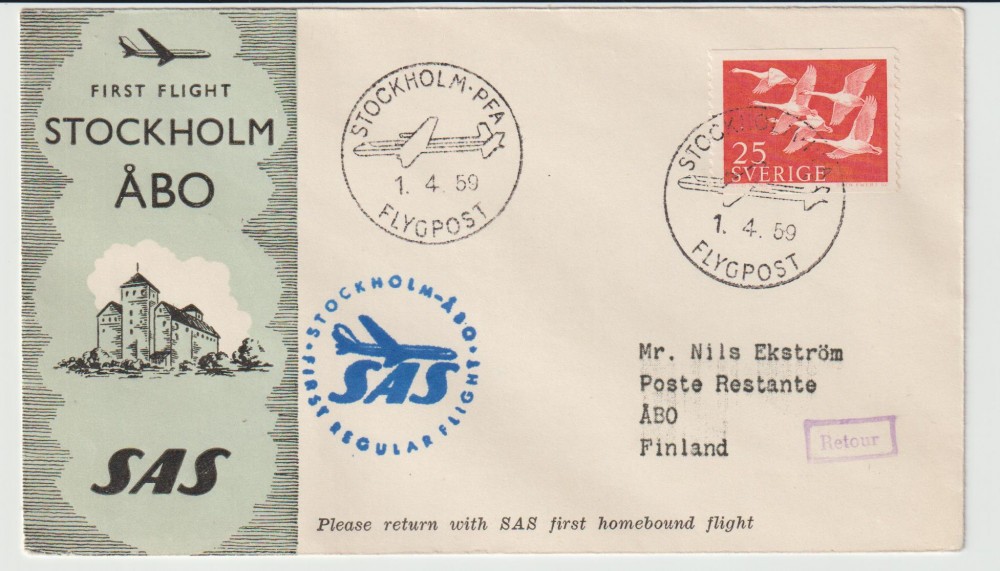 FIRST FLIGHT
STOCKHOLM
ÅBO
SAS
STOCKHOLM-PFA
1. 4. 59
FLYGPOST
STOCKHO
1. 4. 59
FLYGPOST
25
SVERIGE
STOCKHOLM-ÅBO
SAS
FIRST REGULAR FLIGHT
Mr. Nils Ekström
Poste Restante
ÅBO
Finland
Retour
Please return with SAS first homebound flight